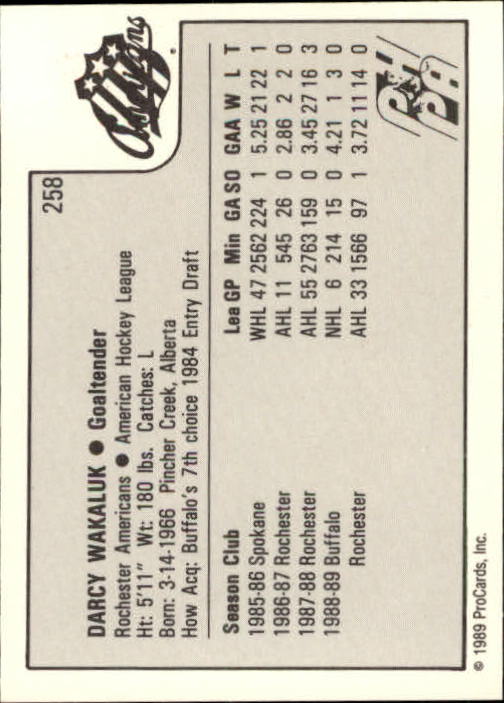 258
Americans
DARCY WAKALUK ● Goaltender
Rochester Americans ● American Hockey League
Ht: 5'11" Wt: 180 lbs. Catches: L
Born: 3-14-1966 Pincher Creek, Alberta
How Acq: Buffalo's 7th choice 1984 Entry Draft
Season Club Lea GP Min GA SO GAA W L T
1985-86 Spokane WHL 47 2562 224 1 5.25 21 22 1
1986-87 Rochester AHL 11 545 26 0 2.86 2 2 0
1987-88 Rochester AHL 55 2763 159 0 3.45 27 16 3
1988-89 Buffalo NHL 6 214 15 0 4.21 1 3 0
Rochester AHL 33 1566 97 1 3.72 11 14 0
© 1989 ProCards, Inc.